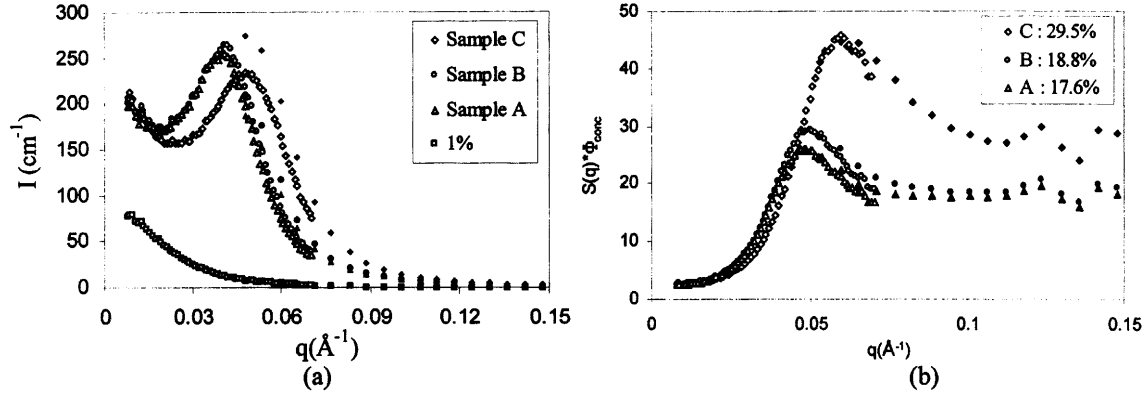 300
250
200
150
100
50
0
I (cm⁻¹)
0
0.03
0.06
0.09
0.12
0.15
q(Å⁻¹)
◇ Sample C
○ Sample B
△ Sample A
□ 1%
(a)
50
40
30
20
10
0
S(q)*Φconc
0
0.05
0.1
0.15
q(Å⁻¹)
◇ C : 29.5%
○ B : 18.8%
△ A : 17.6%
(b)